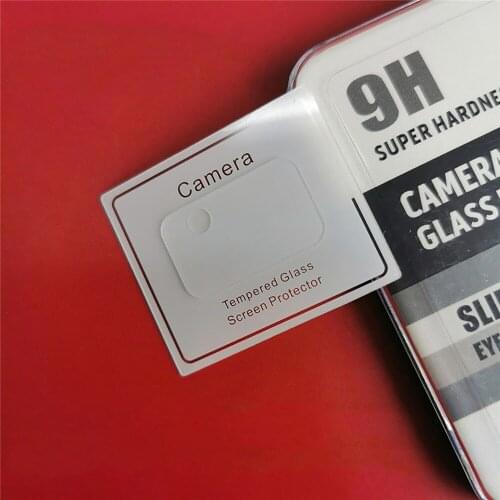 Camera
Tempered Glass
Screen Protector
9H
SUPER HARDNE
CAMERA
GLASS
SLI
EYE